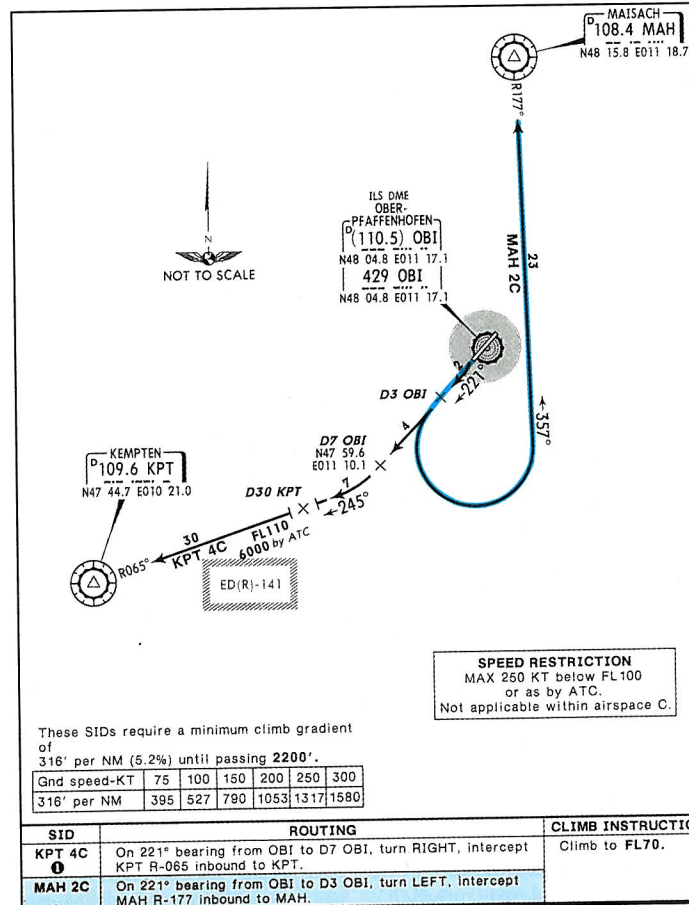 MAISACH
D 108.4 MAH
N48 15.8 E011 18.7
R177°
ILS DME
OBER-
PFAFFENHOFEN
D (110.5) OBI
N48 04.8 E011 17.1
429 OBI
N48 04.8 E011 17.1
N
NOT TO SCALE
MAH 2C
23
2
221°
D3 OBI
357°
4
D7 OBI
N47 59.6
E011 10.1
KEMPTEN
D 109.6 KPT
N47 44.7 E010 21.0
D30 KPT
7
245°
30
FL110
KPT 4C
6000 by ATC
R065°
ED(R)-141
SPEED RESTRICTION
MAX 250 KT below FL100
or as by ATC.
Not applicable within airspace C.
These SIDs require a minimum climb gradient
of
316' per NM (5.2%) until passing 2200'.
Gnd speed-KT 75 100 150 200 250 300
316' per NM 395 527 790 1053 1317 1580
SID ROUTING CLIMB INSTRUCTIO
KPT 4C On 221° bearing from OBI to D7 OBI, turn RIGHT, intercept Climb to FL70.
1 KPT R-065 inbound to KPT.
MAH 2C On 221° bearing from OBI to D3 OBI, turn LEFT, intercept
MAH R-177 inbound to MAH.